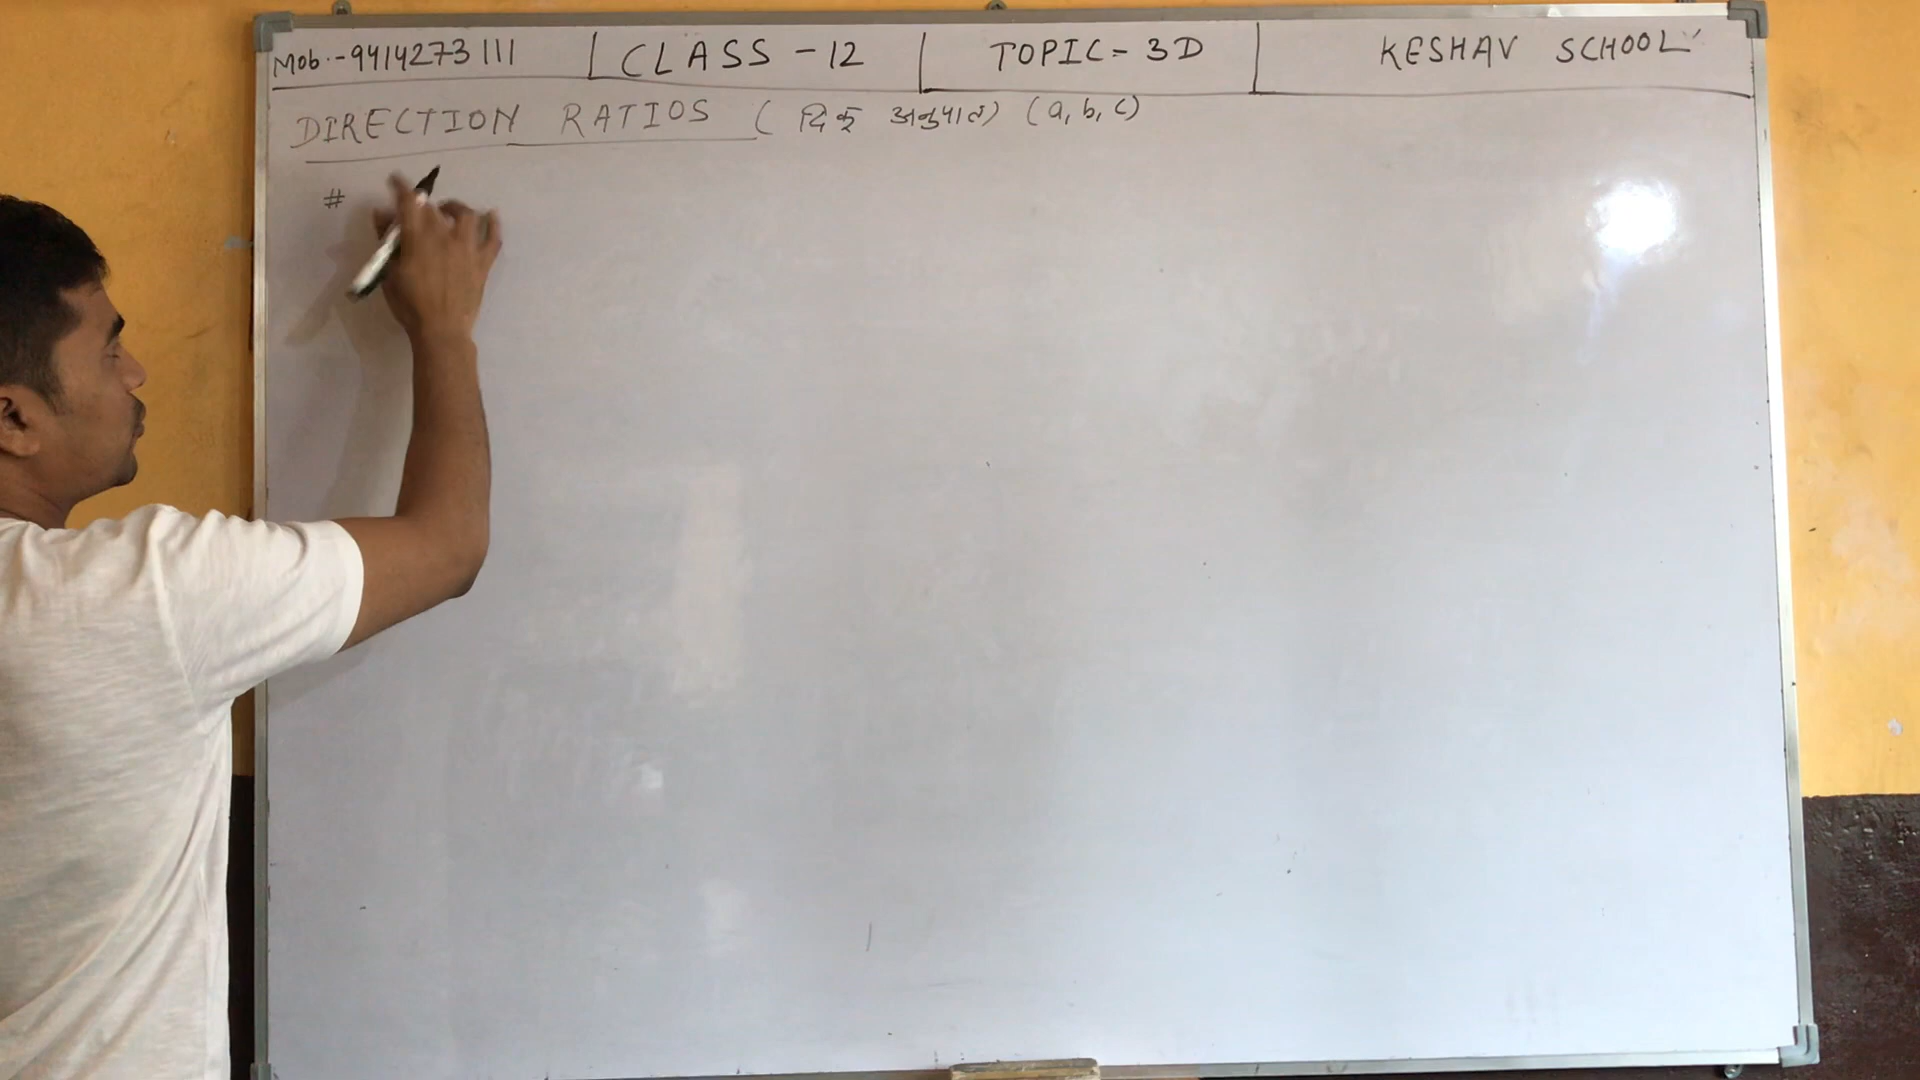 Mob.-9414273111 CLASS - 12 TOPIC = 3D KESHAV SCHOOL
DIRECTION RATIOS ( दिक् अनुपात) (a, b, c)
#